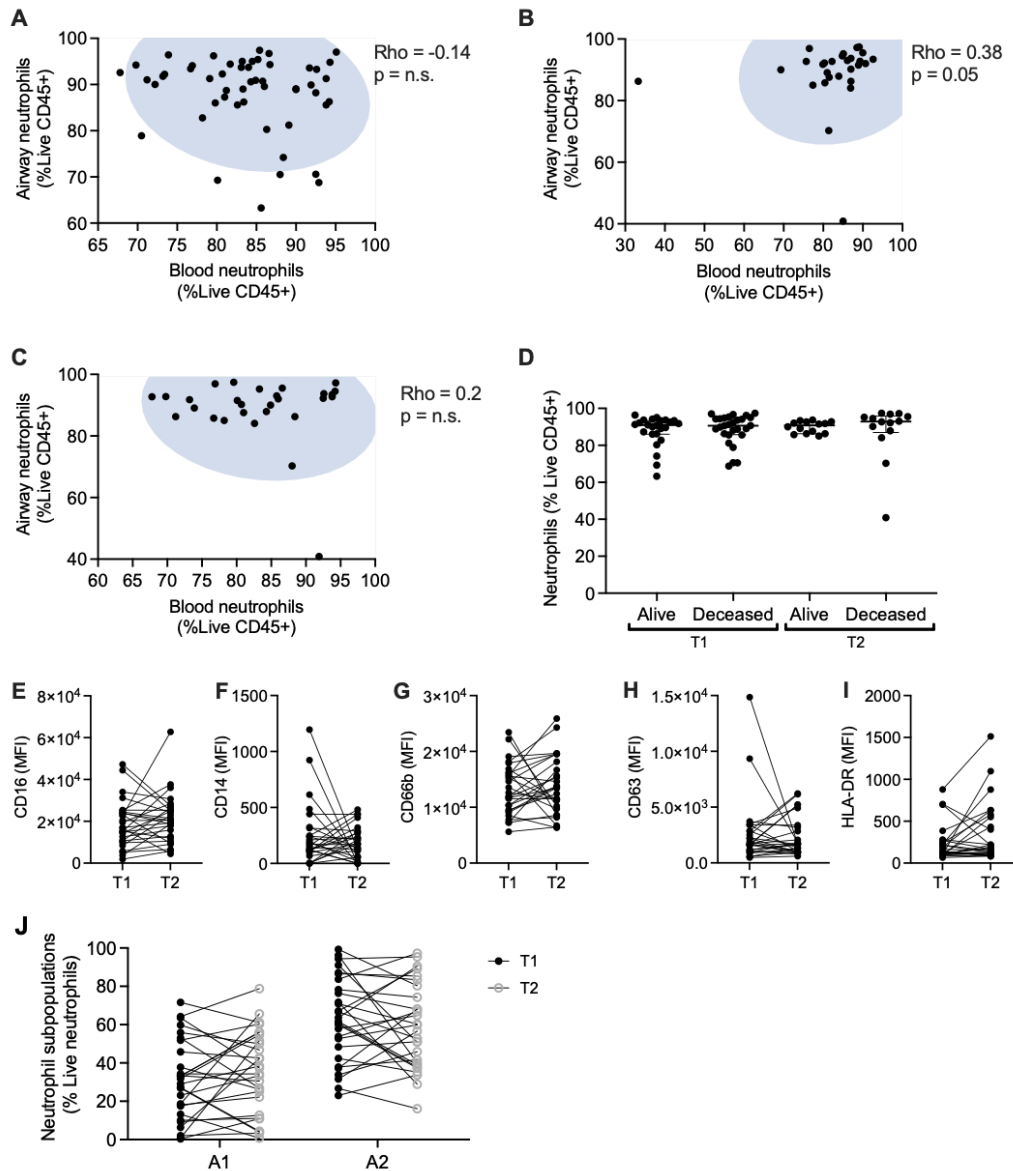 A
100
90
80
70
60
65 70 75 80 85 90 95 100
Airway neutrophils
(%Live CD45+)
Blood neutrophils
(%Live CD45+)
Rho = -0.14
p = n.s.
B
100
80
60
40
30 40 50 60 70 80 90 100
Airway neutrophils
(%Live CD45+)
Blood neutrophils
(%Live CD45+)
Rho = 0.38
p = 0.05
C
100
80
60
40
60 65 70 75 80 85 90 95 100
Airway neutrophils
(%Live CD45+)
Blood neutrophils
(%Live CD45+)
Rho = 0.2
p = n.s.
D
100
80
60
40
20
0
Neutrophils (% Live CD45+)
Alive Deceased Alive Deceased
T1 T2
E
8×10⁴
6×10⁴
4×10⁴
2×10⁴
0
CD16 (MFI)
T1 T2
F
1500
1000
500
0
CD14 (MFI)
T1 T2
G
3×10⁴
2×10⁴
1×10⁴
0
CD66b (MFI)
T1 T2
H
1.5×10⁴
5.0×10³
0.0
CD63 (MFI)
T1 T2
I
2000
1500
1000
500
0
HLA-DR (MFI)
T1 T2
J
100
80
60
40
20
0
Neutrophil subpopulations
(% Live neutrophils)
A1 A2
T1
T2